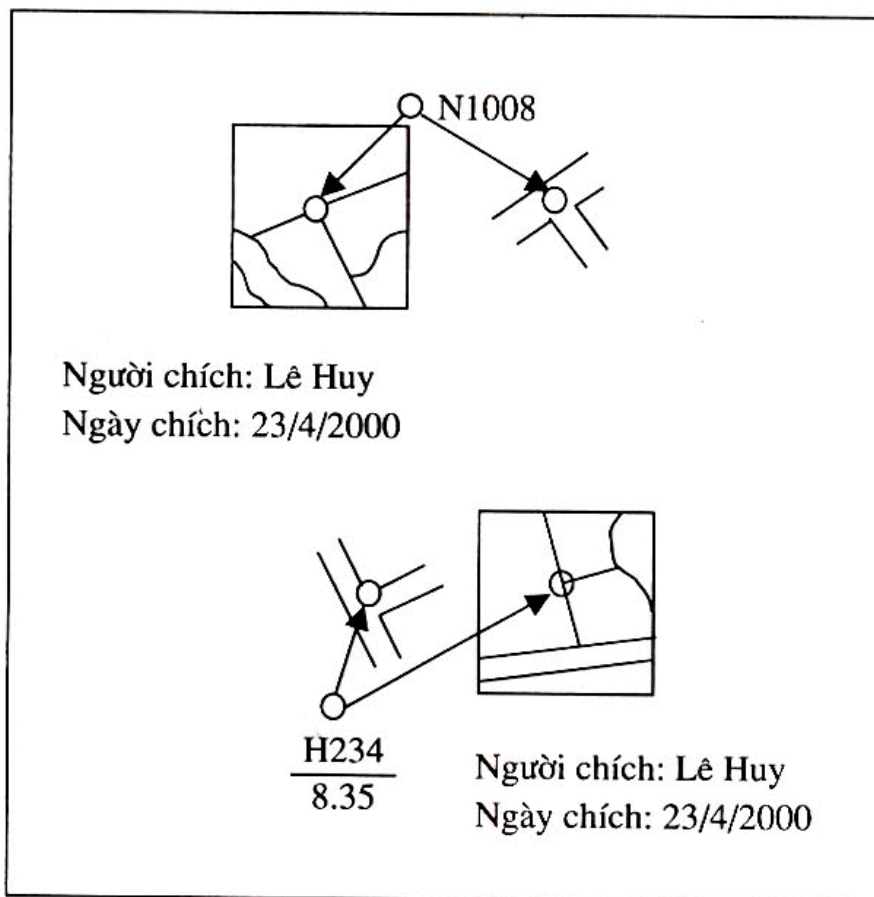 N1008
Người chích: Lê Huy
Ngày chích: 23/4/2000
H234
8.35
Người chích: Lê Huy
Ngày chích: 23/4/2000